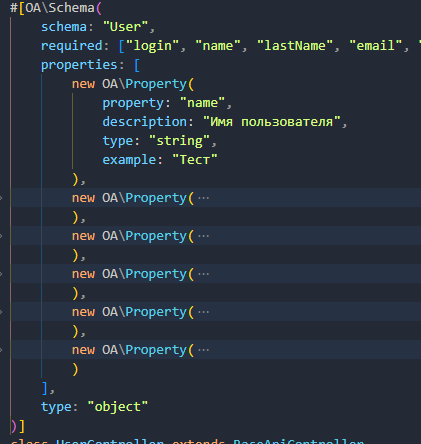 #[OA\Schema(
schema: "User",
required: ["login", "name", "lastName", "email", "
properties: [
new OA\Property(
property: "name",
description: "Имя пользователя",
type: "string",
example: "Тест"
),
new OA\Property( ...
),
new OA\Property( ...
),
new OA\Property( ...
),
new OA\Property( ...
),
new OA\Property( ...
)
],
type: "object"
)]
class UserController extends BaseApiController